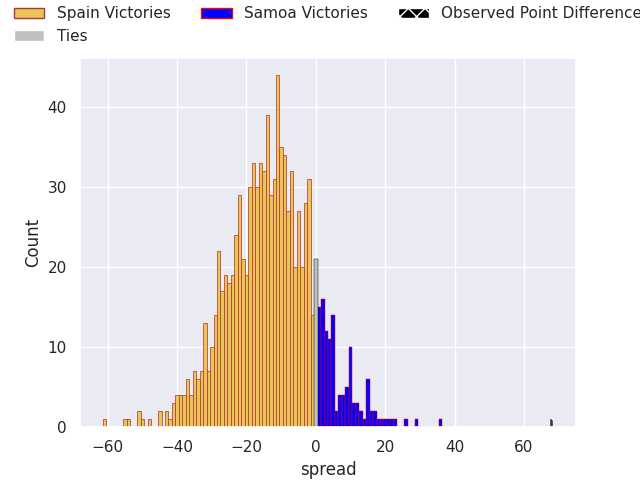 Spain Victories
Samoa Victories
Observed Point Difference
Ties
Count
40
30
20
10
0
−60
−40
−20
0
20
40
60
spread